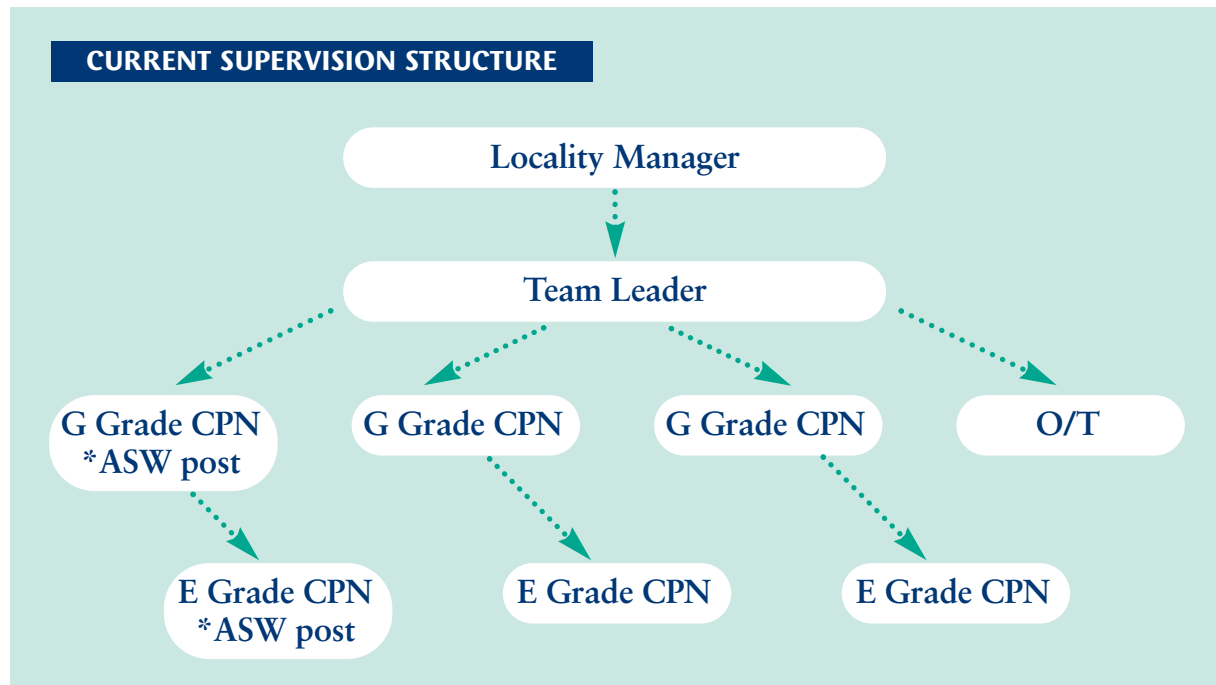 CURRENT SUPERVISION STRUCTURE
Locality Manager
Team Leader
G Grade CPN
*ASW post
G Grade CPN
G Grade CPN
O/T
E Grade CPN
*ASW post
E Grade CPN
E Grade CPN